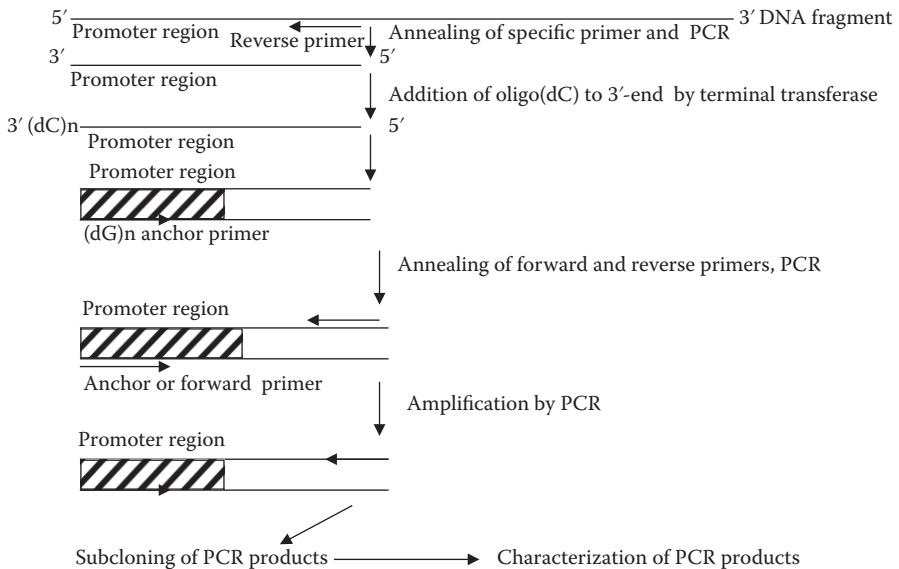 5′ 3′ DNA fragment
Promoter region Reverse primer Annealing of specific primer and PCR
3′ 5′
Promoter region
Addition of oligo(dC) to 3′-end by terminal transferase
3′ (dC)n 5′
Promoter region
Promoter region
(dG)n anchor primer
Annealing of forward and reverse primers, PCR
Promoter region
Anchor or forward primer
Amplification by PCR
Promoter region
Subcloning of PCR products Characterization of PCR products